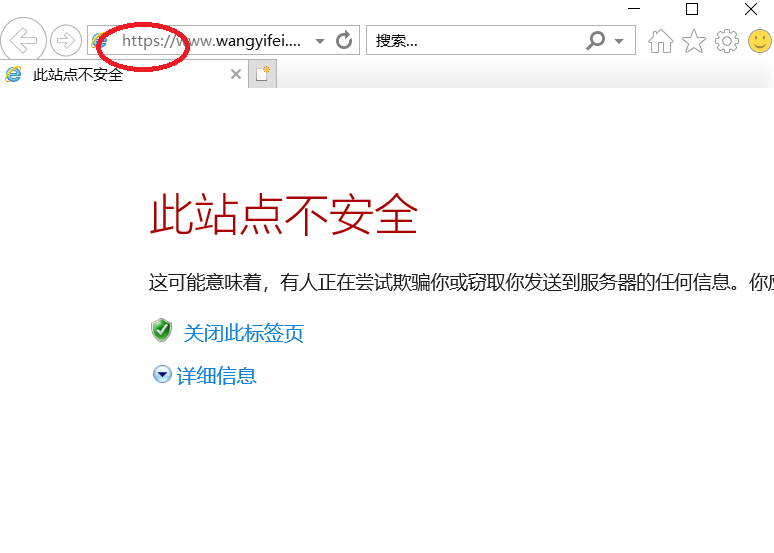 https://www.wangyifei....
搜索...
此站点不安全
此站点不安全
这可能意味着，有人正在尝试欺骗你或窃取你发送到服务器的任何信息。你应
关闭此标签页
详细信息